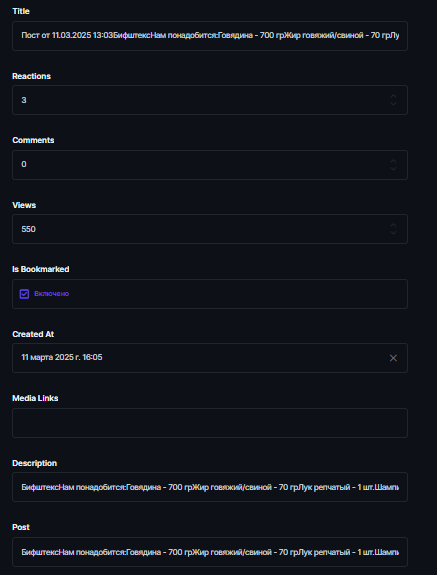 Title
Пост от 11.03.2025 13:03БифштексНам понадобится:Говядина - 700 грЖир говяжий/свиной - 70 грЛу
Reactions
3
Comments
0
Views
550
Is Bookmarked
Включено
Created At
11 марта 2025 г. 16:05
Media Links
Description
БифштексНам понадобится:Говядина - 700 грЖир говяжий/свиной - 70 грЛук репчатый - 1 шт.Шампи
Post
БифштексНам понадобится:Говядина - 700 грЖир говяжий/свиной - 70 грЛук репчатый - 1 шт.Шампи